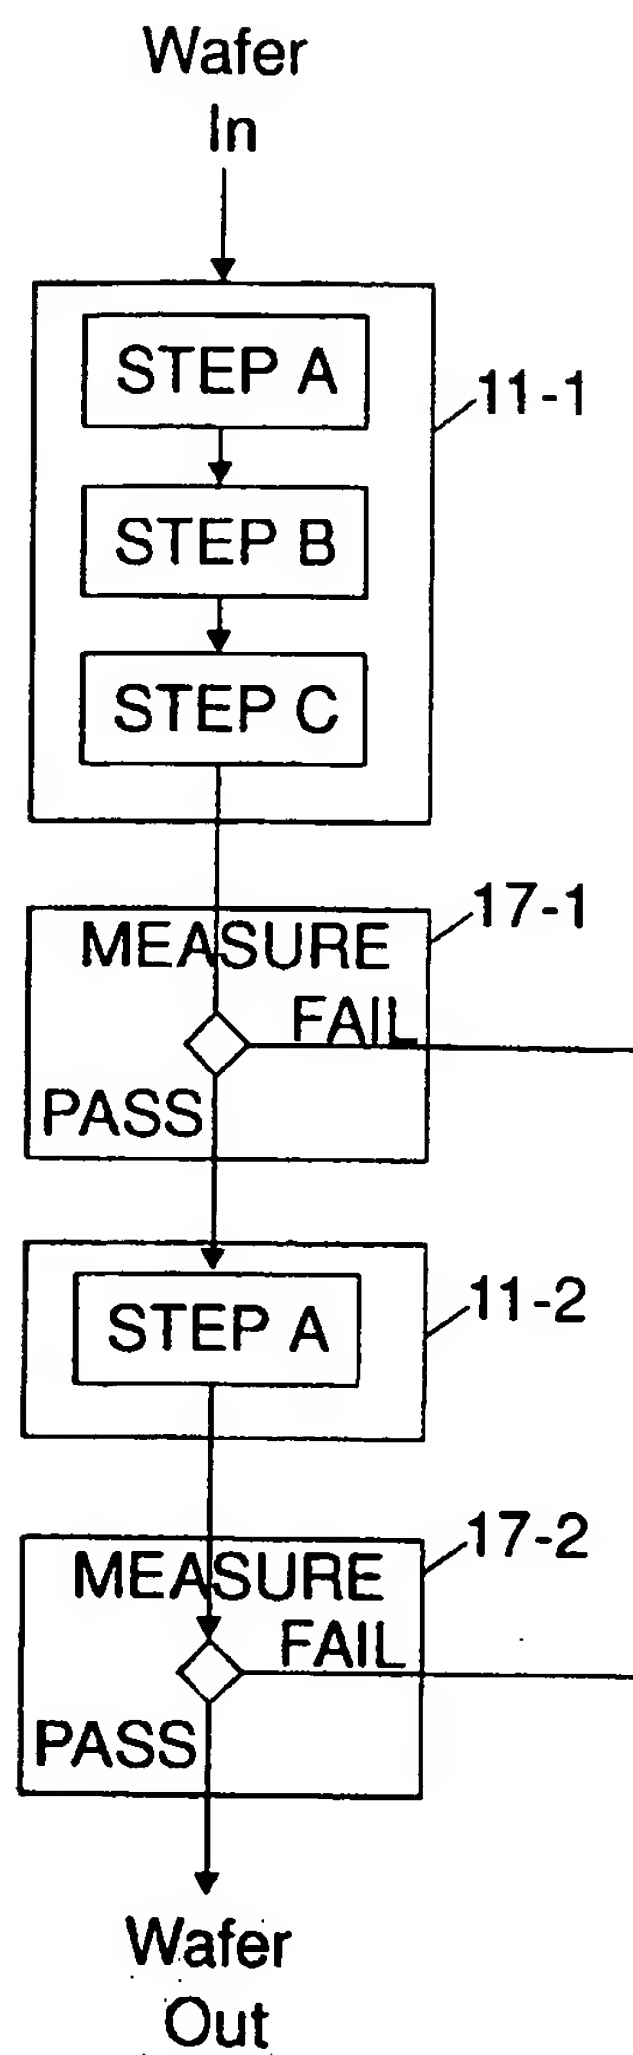 Wafer
In
STEP A
11-1
STEP B
STEP C
17-1
MEASURE
FAIL
PASS
STEP A
11-2
17-2
MEASURE
FAIL
PASS
Wafer
Out